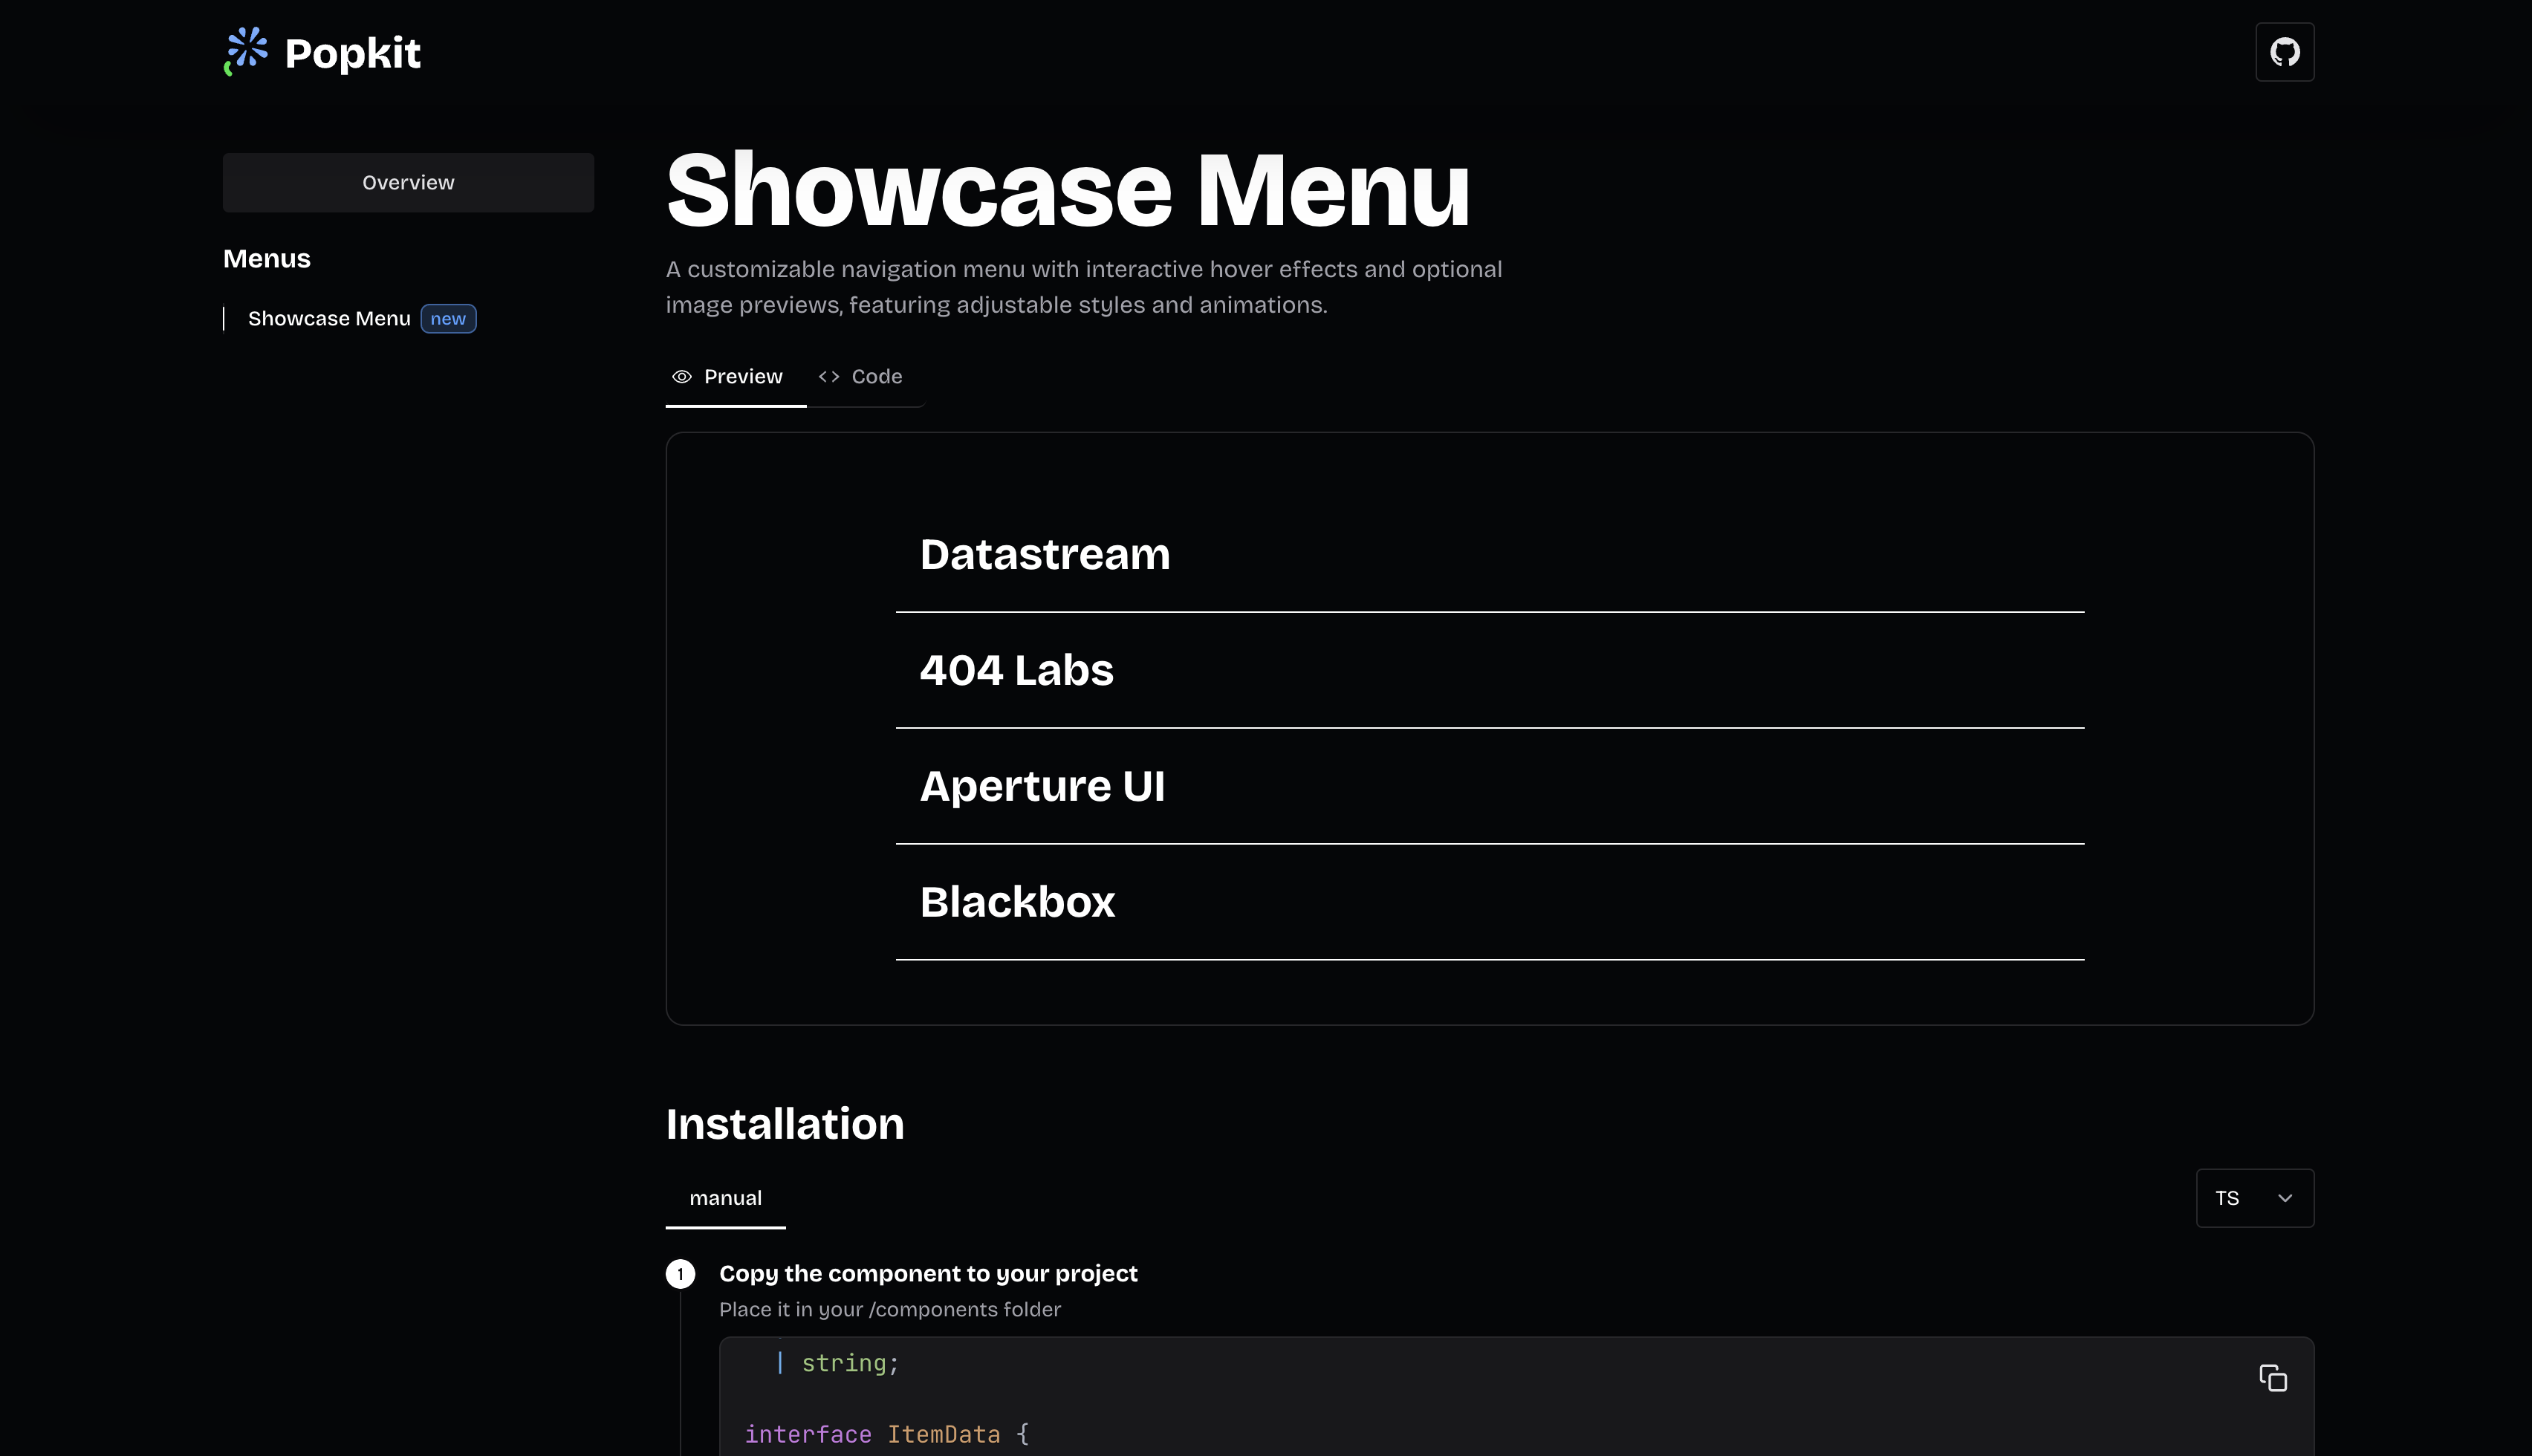 Popkit
Overview
Menus
Showcase Menu new
Showcase Menu
A customizable navigation menu with interactive hover effects and optional
image previews, featuring adjustable styles and animations.
Preview <> Code
Datastream
404 Labs
Aperture UI
Blackbox
Installation
manual
TS
1 Copy the component to your project
Place it in your /components folder
| string;
interface ItemData {